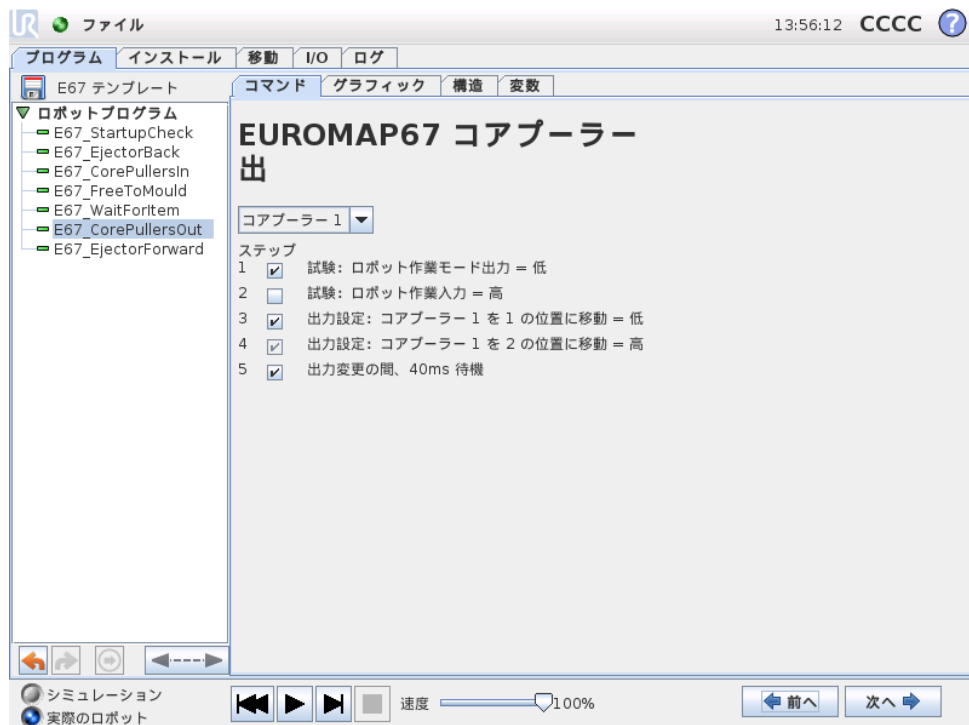 UR ファイル 13:56:12 CCCC ?
プログラム インストール 移動 I/O ログ
E67 テンプレート コマンド グラフィック 構造 変数
ロボットプログラム
E67_StartupCheck
E67_EjectorBack
E67_CorePullersIn
E67_FreeToMould
E67_WaitForItem
E67_CorePullersOut
E67_EjectorForward
EUROMAP67 コアプーラー
出
コアプーラー 1
ステップ
1 試験: ロボット作業モード出力 = 低
2 試験: ロボット作業入力 = 高
3 出力設定: コアプーラー 1 を 1 の位置に移動 = 低
4 出力設定: コアプーラー 1 を 2 の位置に移動 = 高
5 出力変更の間、40ms 待機
シミュレーション
実際のロボット
速度 100% 前へ 次へ